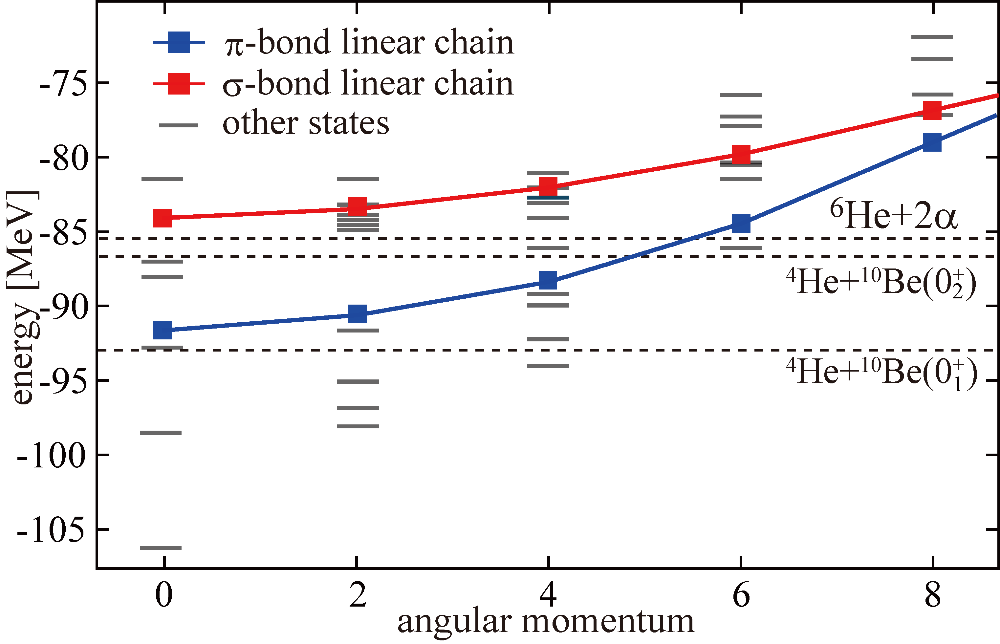 π-bond linear chain
σ-bond linear chain
other states
energy [MeV]
-75
-80
-85
-90
-95
-100
-105
⁶He+2α
⁴He+¹⁰Be(0₂⁺)
⁴He+¹⁰Be(0₁⁺)
0 2 4 6 8
angular momentum